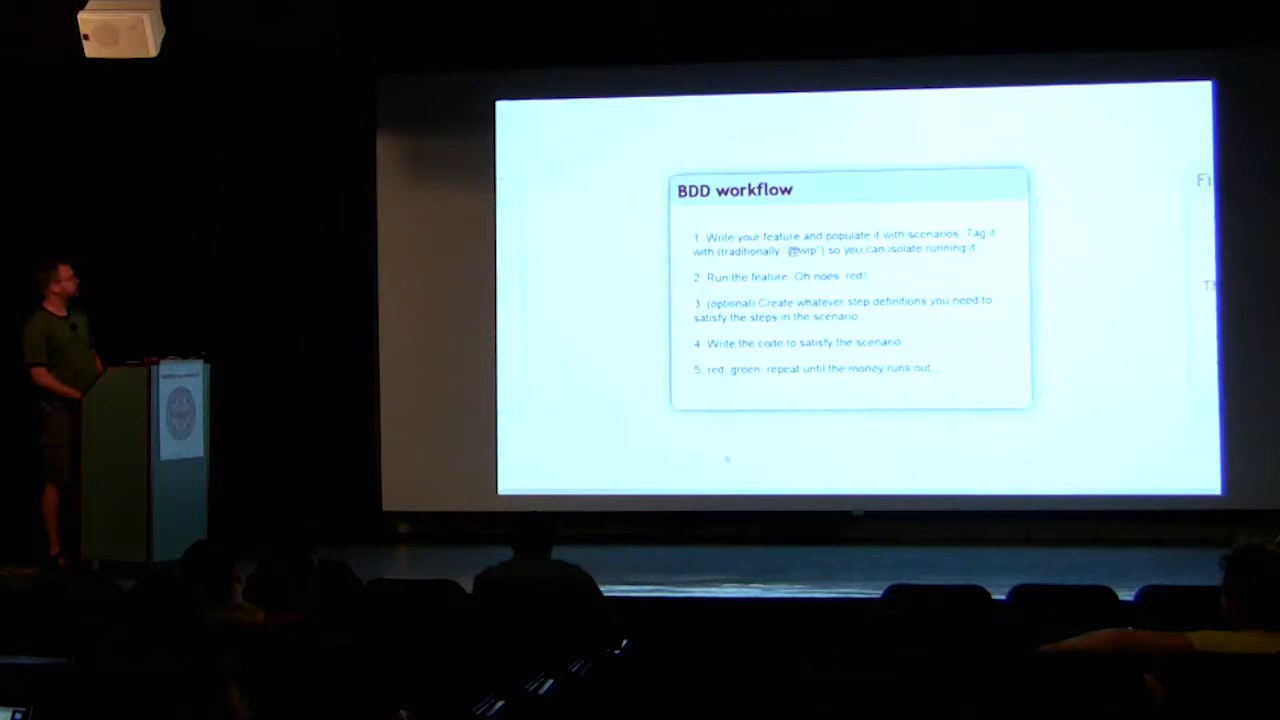 BDD workflow
1. Write your feature and populate it with scenarios. Tag it
with (traditionally "@wip") so you can isolate running it.
2. Run the feature. Oh noes, red!
3. (optional) Create whatever step definitions you need to
satisfy the steps in the scenario.
4. Write the code to satisfy the scenario.
5. red, green, repeat until the money runs out.
Fi
Th